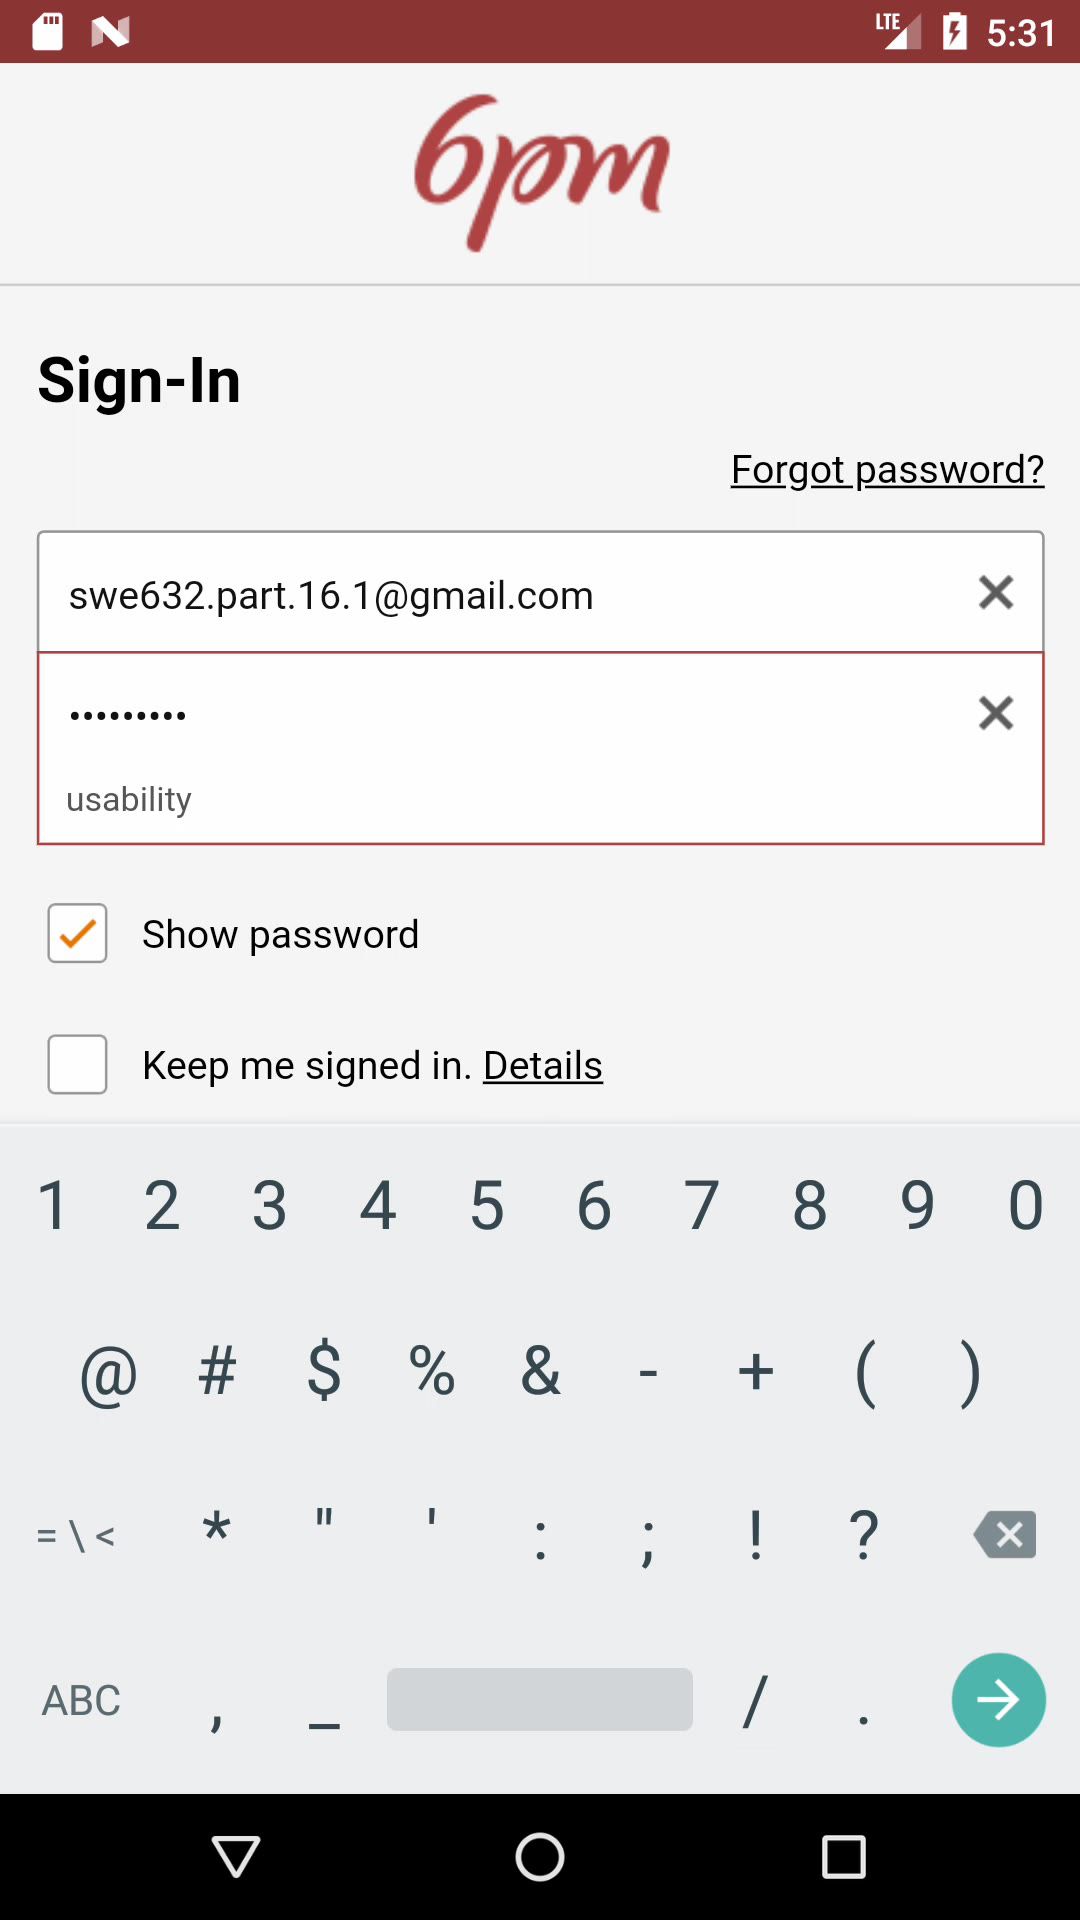 LTE 5:31
6pm
Sign-In
Forgot password?
swe632.part.16.1@gmail.com
•••••••••
usability
Show password
Keep me signed in. Details
1 2 3 4 5 6 7 8 9 0
@ # $ % & - + ( )
= \ < * " ' : ; ! ?
ABC , _ / .